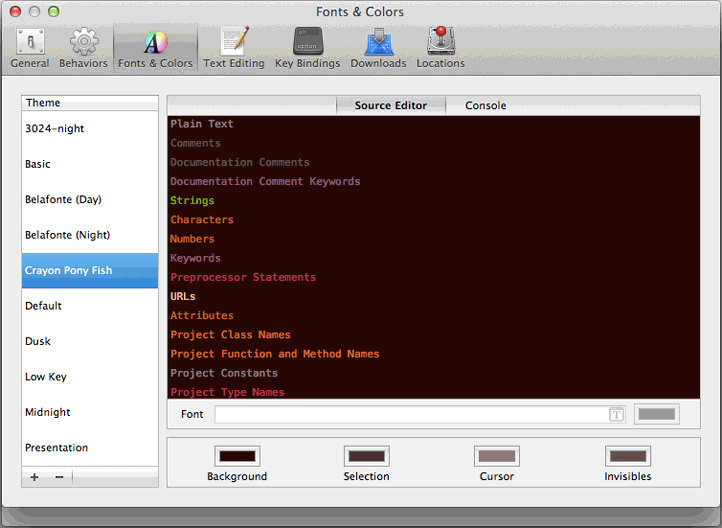 Fonts & Colors
General Behaviors Fonts & Colors Text Editing Key Bindings Downloads Locations
Theme
3024-night
Basic
Belafonte (Day)
Belafonte (Night)
Crayon Pony Fish
Default
Dusk
Low Key
Midnight
Presentation
Source Editor Console
Plain Text
Comments
Documentation Comments
Documentation Comment Keywords
Strings
Characters
Numbers
Keywords
Preprocessor Statements
URLs
Attributes
Project Class Names
Project Function and Method Names
Project Constants
Project Type Names
Font
Background Selection Cursor Invisibles